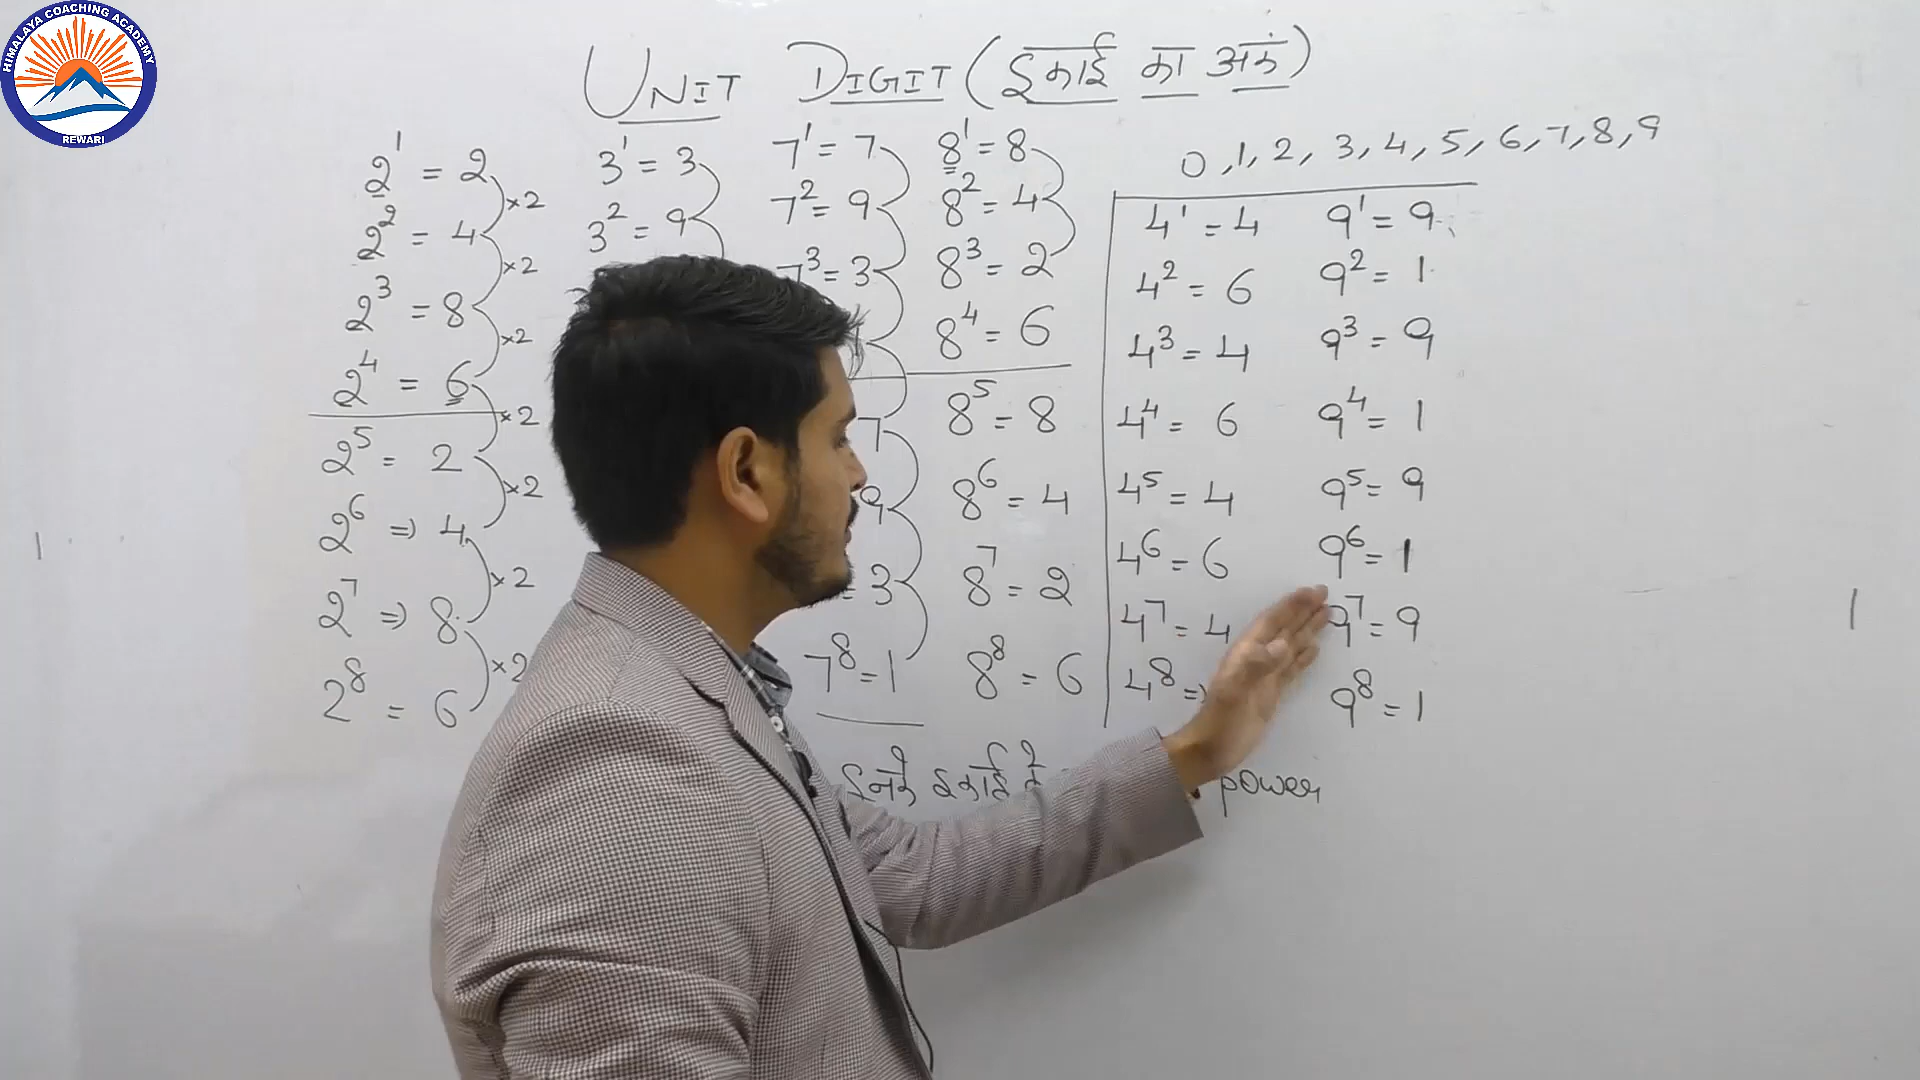 HIMALAYA COACHING ACADEMY
REWARI
UNIT DIGIT (इकाई का अंक)
0, 1, 2, 3, 4, 5, 6, 7, 8, 9
2¹ = 2
×2
2² = 4
×2
2³ = 8
×2
2⁴ = 6
×2
2⁵ = 2
×2
2⁶ ⇒ 4
×2
2⁷ ⇒ 8
×2
2⁸ = 6
3¹ = 3
3² = 9
7¹ = 7
7² = 9
7³ = 3
7
9
= 3
7⁸ = 1
8¹ = 8
8² = 4
8³ = 2
8⁴ = 6
8⁵ = 8
8⁶ = 4
8⁷ = 2
8⁸ = 6
4¹ = 4
4² = 6
4³ = 4
4⁴ = 6
4⁵ = 4
4⁶ = 6
4⁷ = 4
4⁸ ⇒
9¹ = 9
9² = 1
9³ = 9
9⁴ = 1
9⁵ = 9
9⁶ = 1
9⁷ = 9
9⁸ = 1
इनके इकाई के power